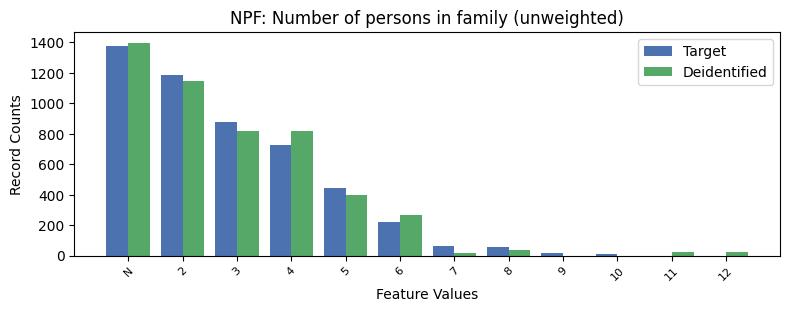 NPF: Number of persons in family (unweighted)
Target
Deidentified
Record Counts
1400
1200
1000
800
600
400
200
0
N 2 3 4 5 6 7 8 9 10 11 12
Feature Values